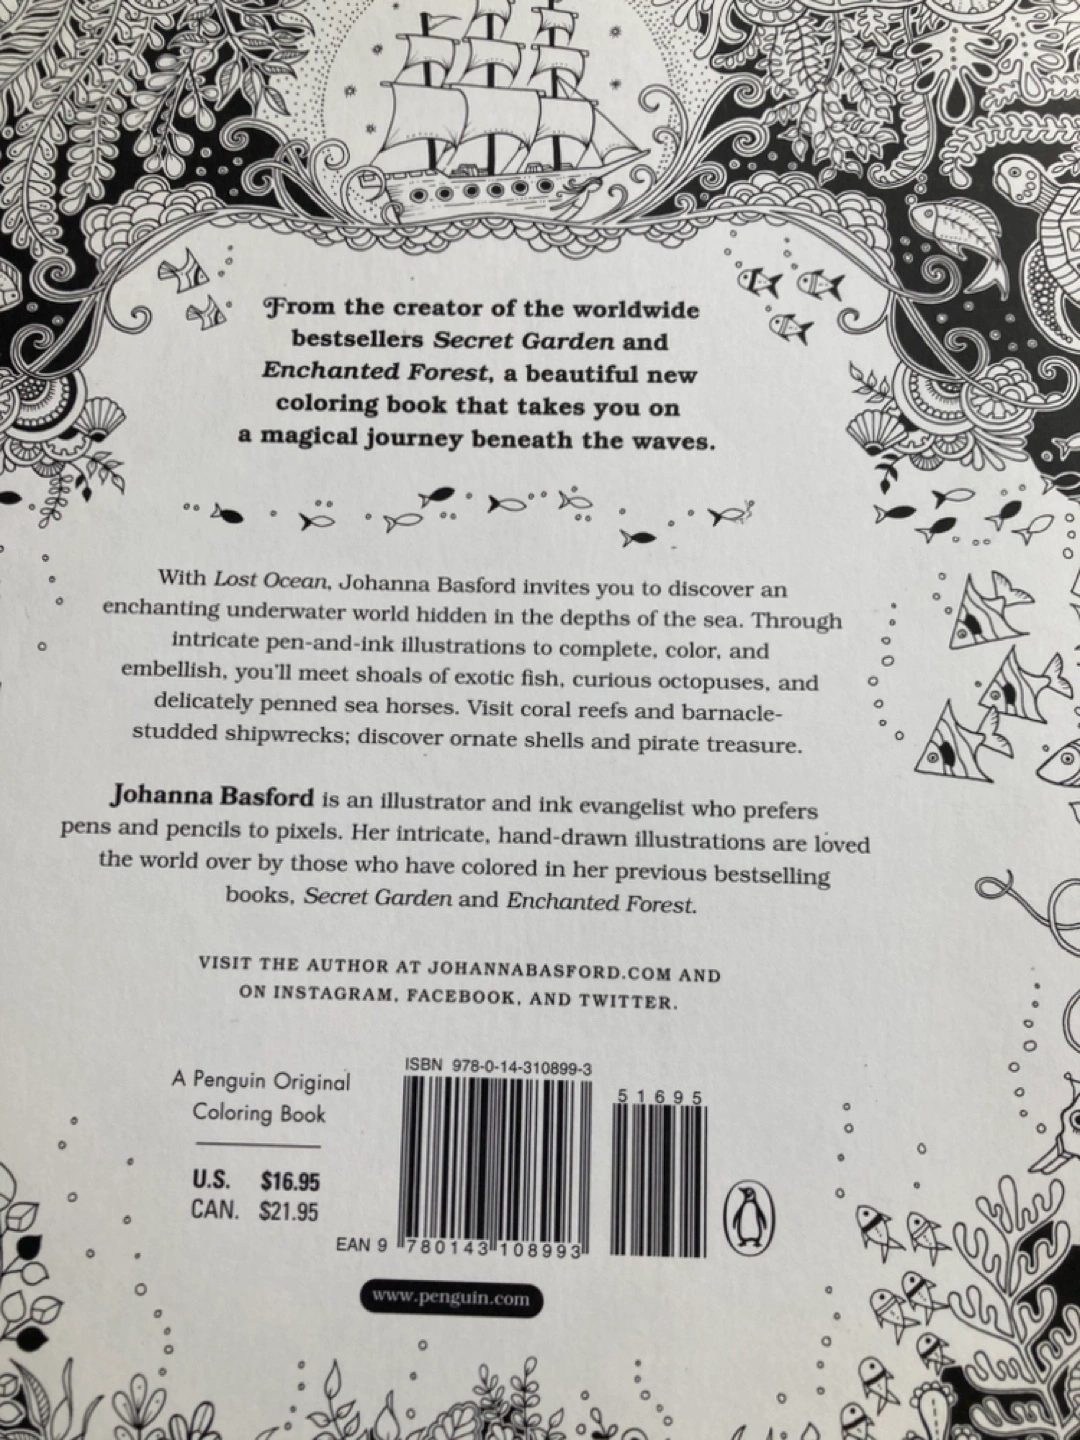 From the creator of the worldwide
bestsellers Secret Garden and
Enchanted Forest, a beautiful new
coloring book that takes you on
a magical journey beneath the waves.
With Lost Ocean, Johanna Basford invites you to discover an
enchanting underwater world hidden in the depths of the sea. Through
intricate pen-and-ink illustrations to complete, color, and
embellish, you'll meet shoals of exotic fish, curious octopuses, and
delicately penned sea horses. Visit coral reefs and barnacle-
studded shipwrecks; discover ornate shells and pirate treasure.
Johanna Basford is an illustrator and ink evangelist who prefers
pens and pencils to pixels. Her intricate, hand-drawn illustrations are loved
the world over by those who have colored in her previous bestselling
books, Secret Garden and Enchanted Forest.
VISIT THE AUTHOR AT JOHANNABASFORD.COM AND
ON INSTAGRAM, FACEBOOK, AND TWITTER.
A Penguin Original
Coloring Book
U.S. $16.95
CAN. $21.95
ISBN 978-0-14-310899-3
51695
EAN 9 780143 108993
www.penguin.com